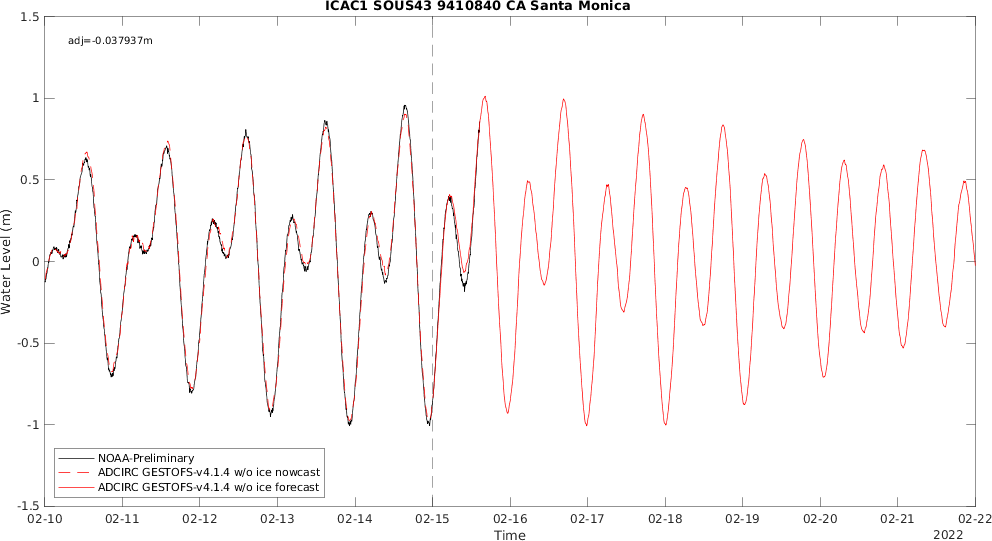 ICAC1 SOUS43 9410840 CA Santa Monica
1.5
adj=-0.037937m
1
0.5
0
-0.5
-1
-1.5
Water Level (m)
NOAA-Preliminary
ADCIRC GESTOFS-v4.1.4 w/o ice nowcast
ADCIRC GESTOFS-v4.1.4 w/o ice forecast
02-10 02-11 02-12 02-13 02-14 02-15 02-16 02-17 02-18 02-19 02-20 02-21 02-22
Time
2022